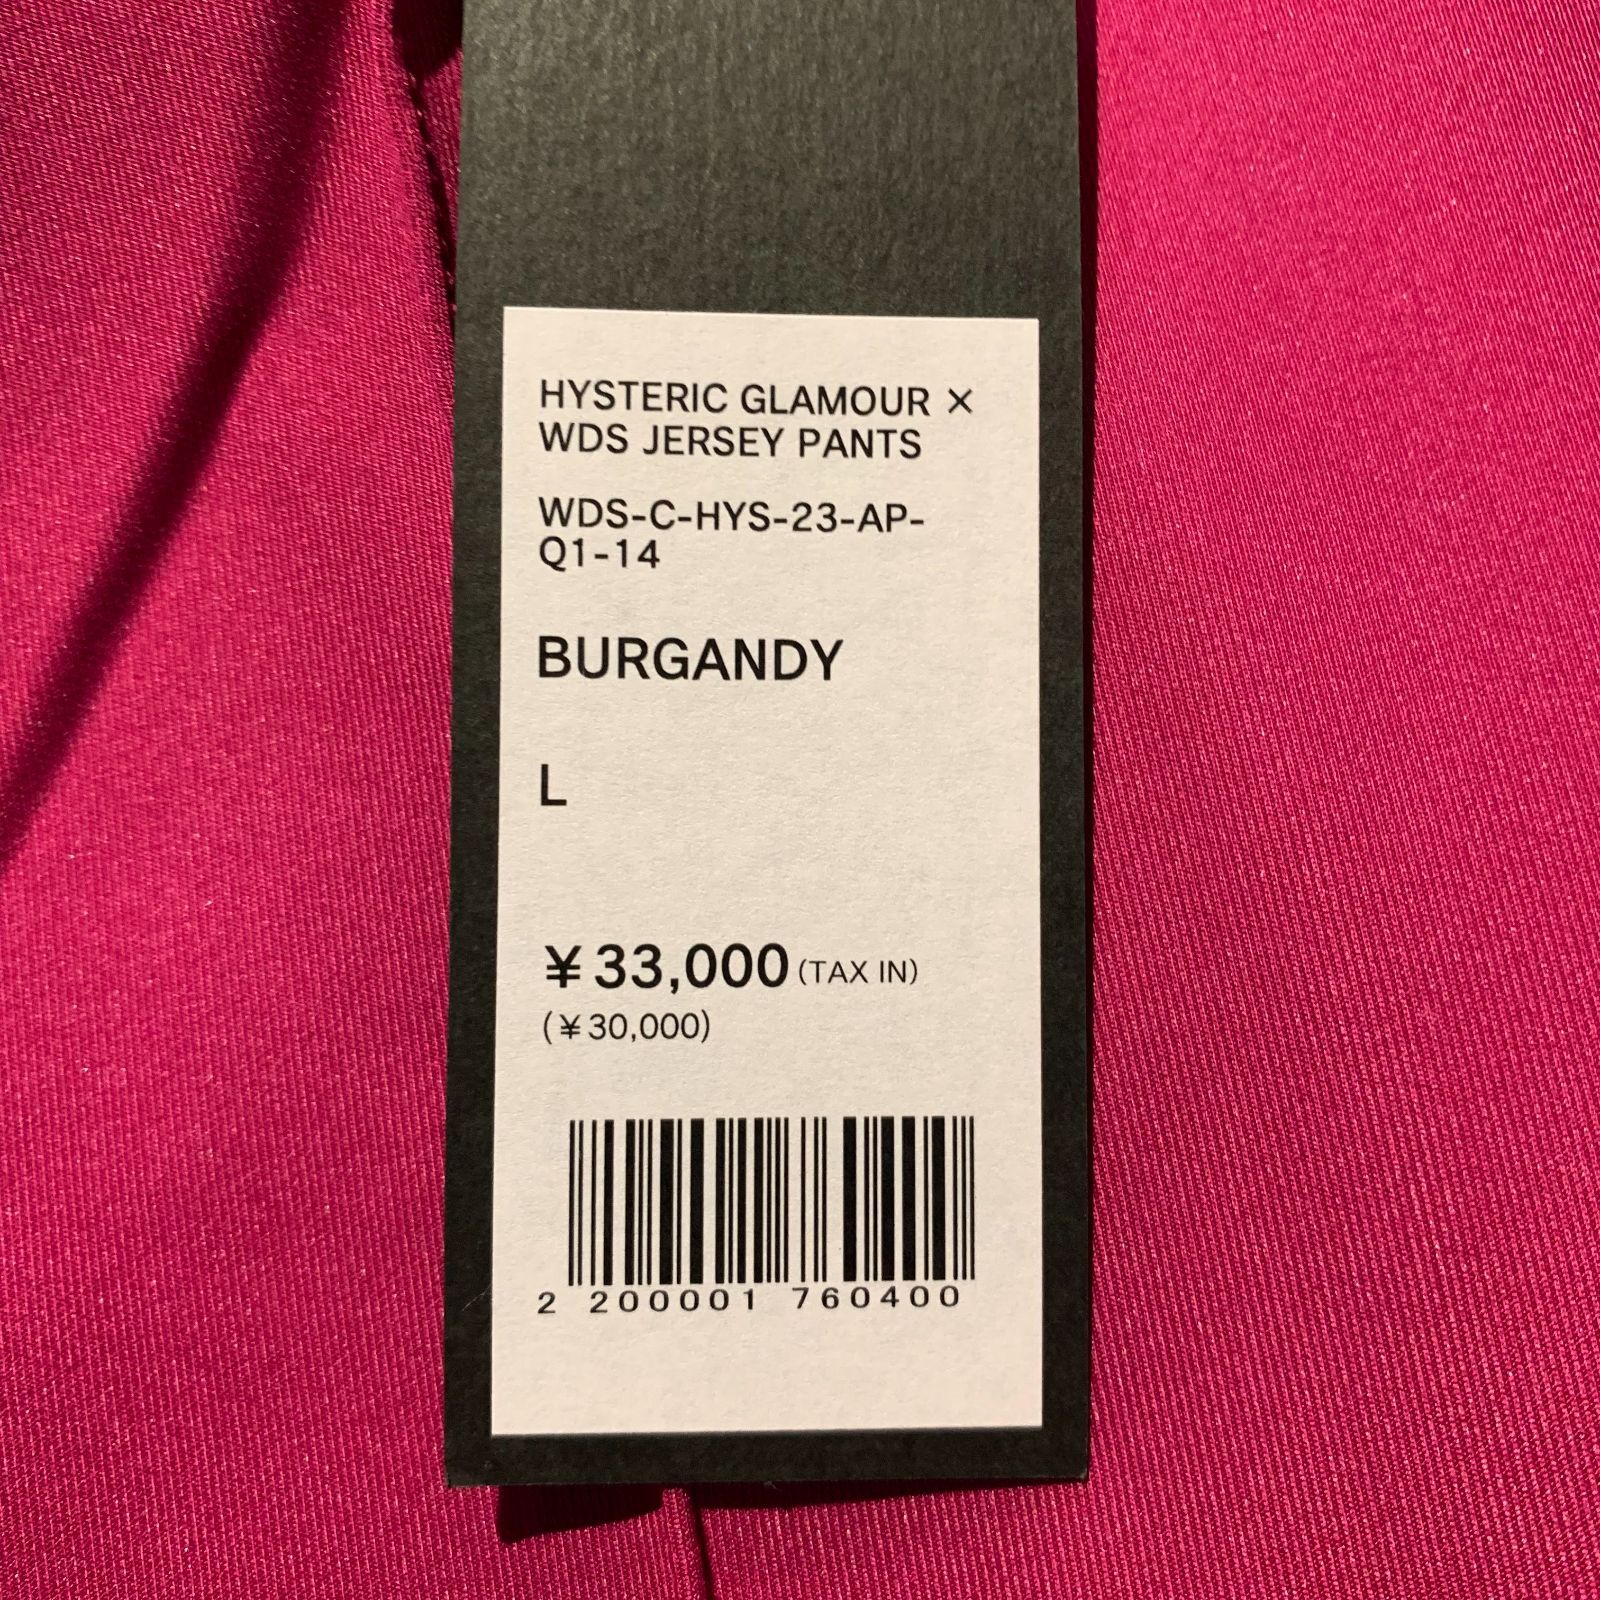 HYSTERIC GLAMOUR ×
WDS JERSEY PANTS
WDS-C-HYS-23-AP-
Q1-14
BURGANDY
L
¥33,000 (TAX IN)
(¥30,000)
2 200001 760400